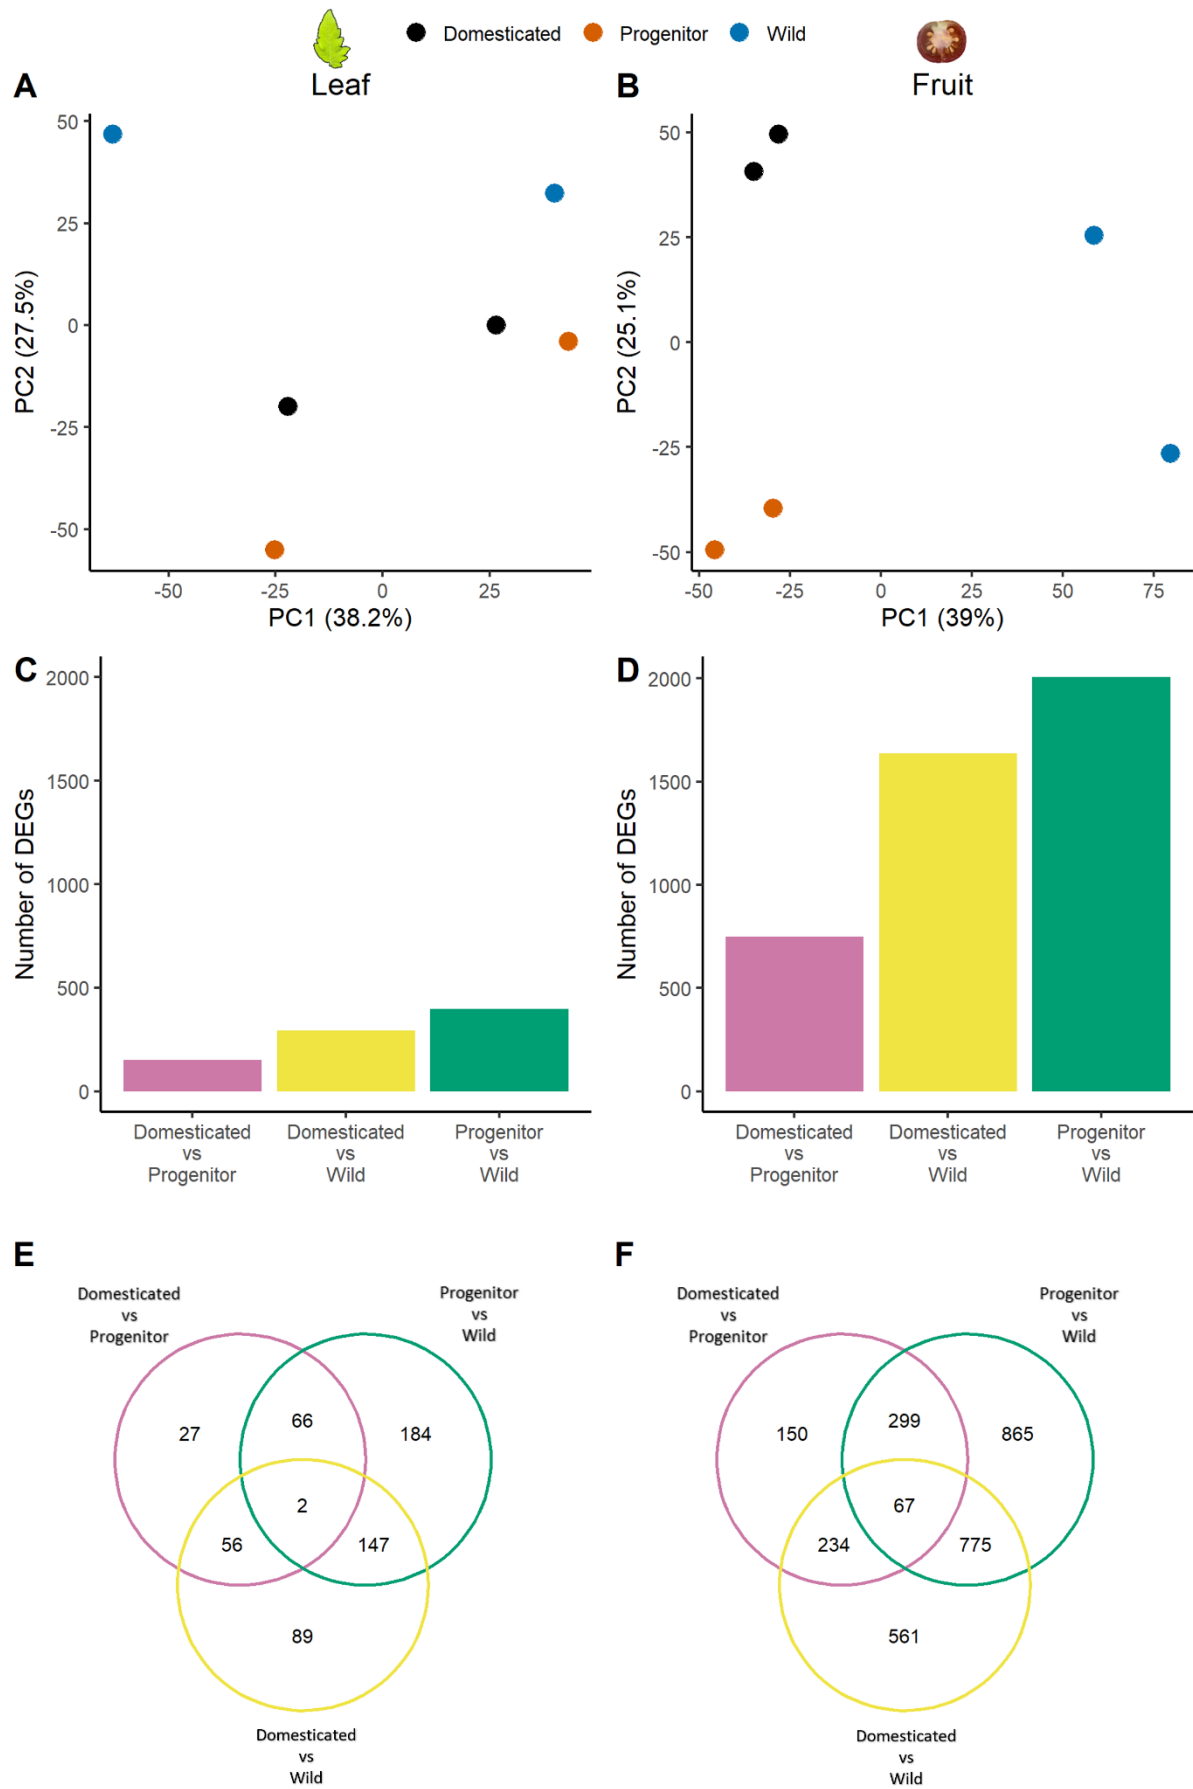 Domesticated Progenitor Wild
A Leaf
B Fruit
50
25
0
-25
-50
PC2 (27.5%)
-50 -25 0 25
PC1 (38.2%)
50
25
0
-25
-50
PC2 (25.1%)
-50 -25 0 25 50 75
PC1 (39%)
C
2000
1500
1000
500
0
Number of DEGs
Domesticated
vs
Progenitor
Domesticated
vs
Wild
Progenitor
vs
Wild
D
2000
1500
1000
500
0
Number of DEGs
Domesticated
vs
Progenitor
Domesticated
vs
Wild
Progenitor
vs
Wild
E
Domesticated
vs
Progenitor
Progenitor
vs
Wild
27 66 184
2
56 147
89
Domesticated
vs
Wild
F
Domesticated
vs
Progenitor
Progenitor
vs
Wild
150 299 865
67
234 775
561
Domesticated
vs
Wild